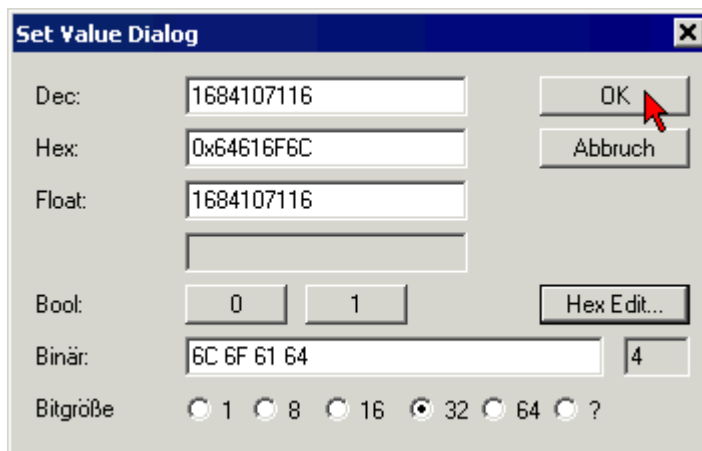 Set Value Dialog
Dec: 1684107116 OK
Hex: 0x64616F6C Abbruch
Float: 1684107116
Bool: 0 1 Hex Edit...
Binär: 6C 6F 61 64 4
Bitgröße 1 8 16 32 64 ?